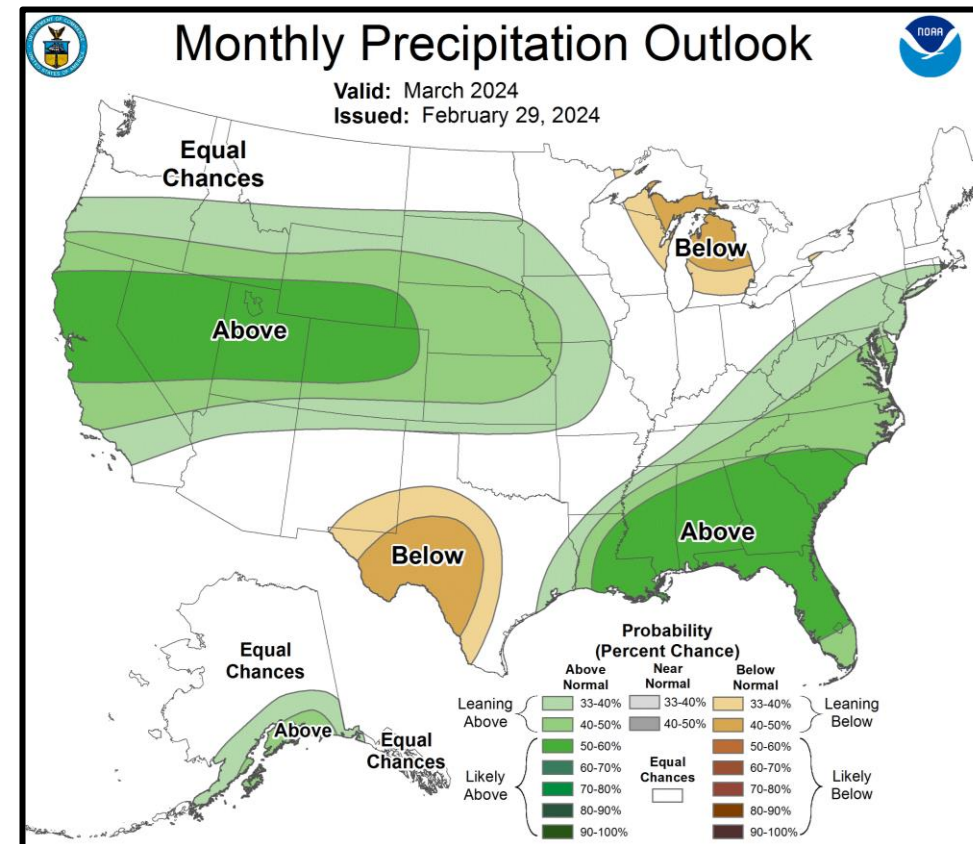 NOAA
Monthly Precipitation Outlook
Valid: March 2024
Issued: February 29, 2024
Equal
Chances
Below
Above
Above
Below
Equal
Chances
Above
Equal
Chances
Probability
(Percent Chance)
Above
Normal
Near
Normal
Below
Normal
Leaning
Above
33-40%
33-40%
33-40%
Leaning
Below
40-50%
40-50%
40-50%
Likely
Above
50-60%
50-60%
Likely
Below
60-70%
Equal
Chances
60-70%
70-80%
70-80%
80-90%
80-90%
90-100%
90-100%